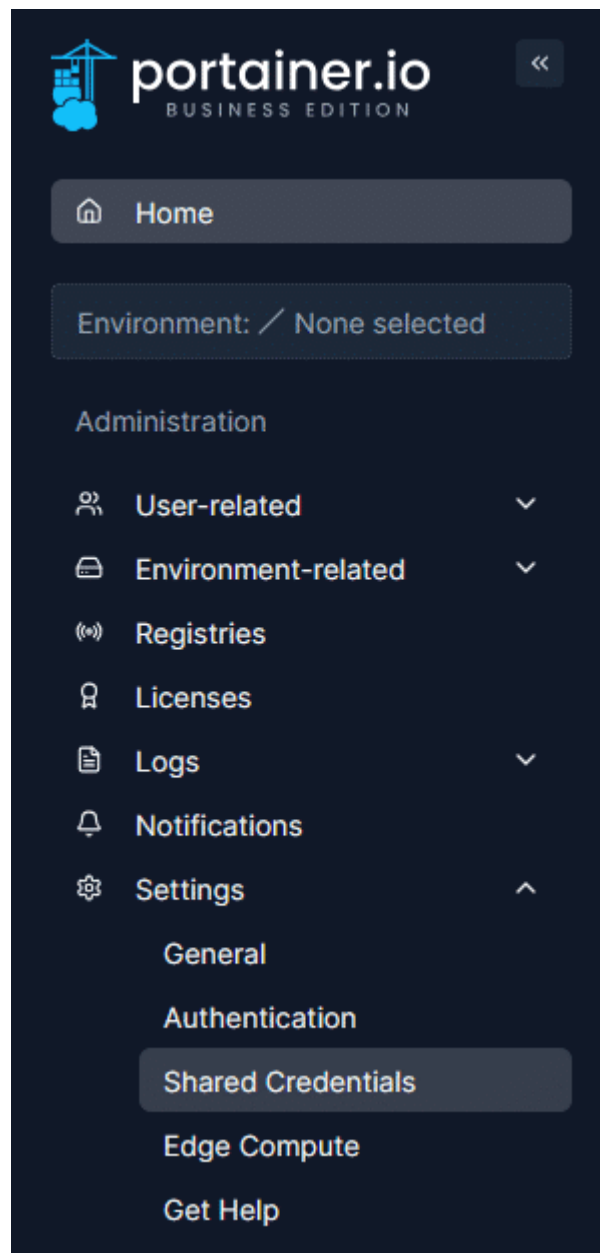 portainer.io
BUSINESS EDITION
Home
Environment: / None selected
Administration
User-related
Environment-related
Registries
Licenses
Logs
Notifications
Settings
General
Authentication
Shared Credentials
Edge Compute
Get Help